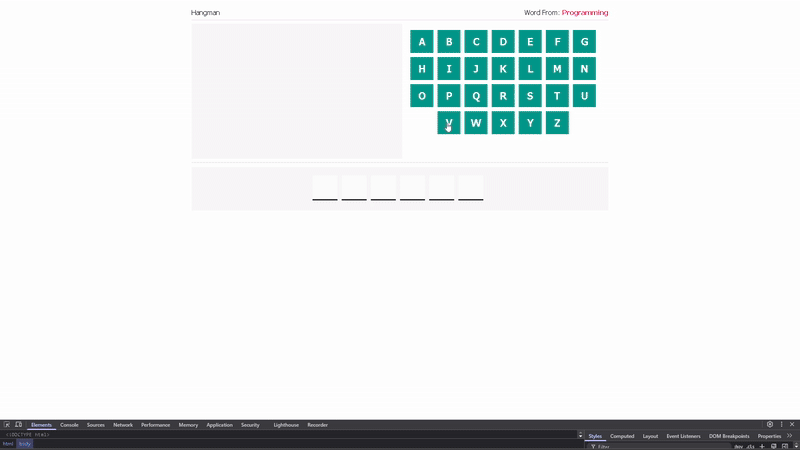 Hangman Word From: Programming
A B C D E F G
H I J K L M N
O P Q R S T U
V W X Y Z
Elements Console Sources Network Performance Memory Application Security Lighthouse Recorder
<!DOCTYPE html>
Styles Computed Layout Event Listeners DOM Breakpoints Properties
html body
Filter :hov .cls